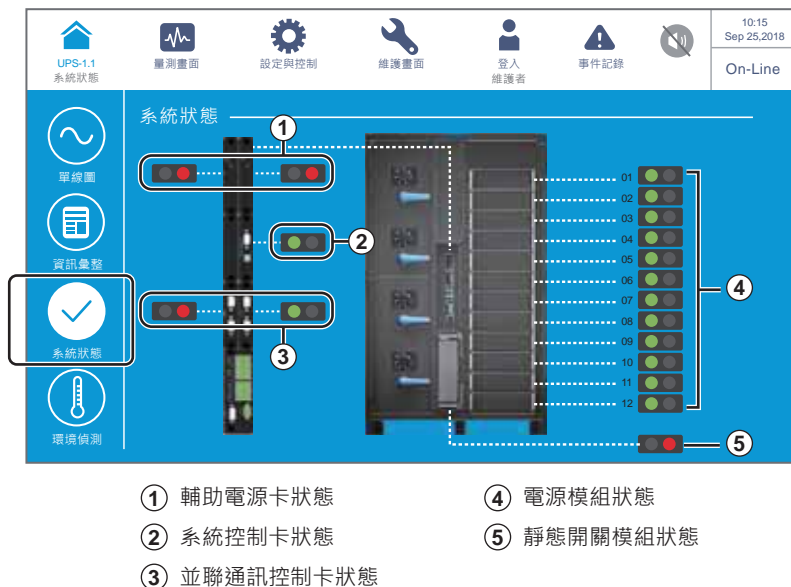 10:15
Sep 25,2018
UPS-1.1
系統狀態
量測畫面
設定與控制
維護畫面
登入
維護者
事件記錄
On-Line
單線圖
資訊彙整
系統狀態
環境偵測
系統狀態
1
2
3
01
02
03
04
05
06
07
08
09
10
11
12
4
5
1 輔助電源卡狀態
2 系統控制卡狀態
3 並聯通訊控制卡狀態
4 電源模組狀態
5 靜態開關模組狀態